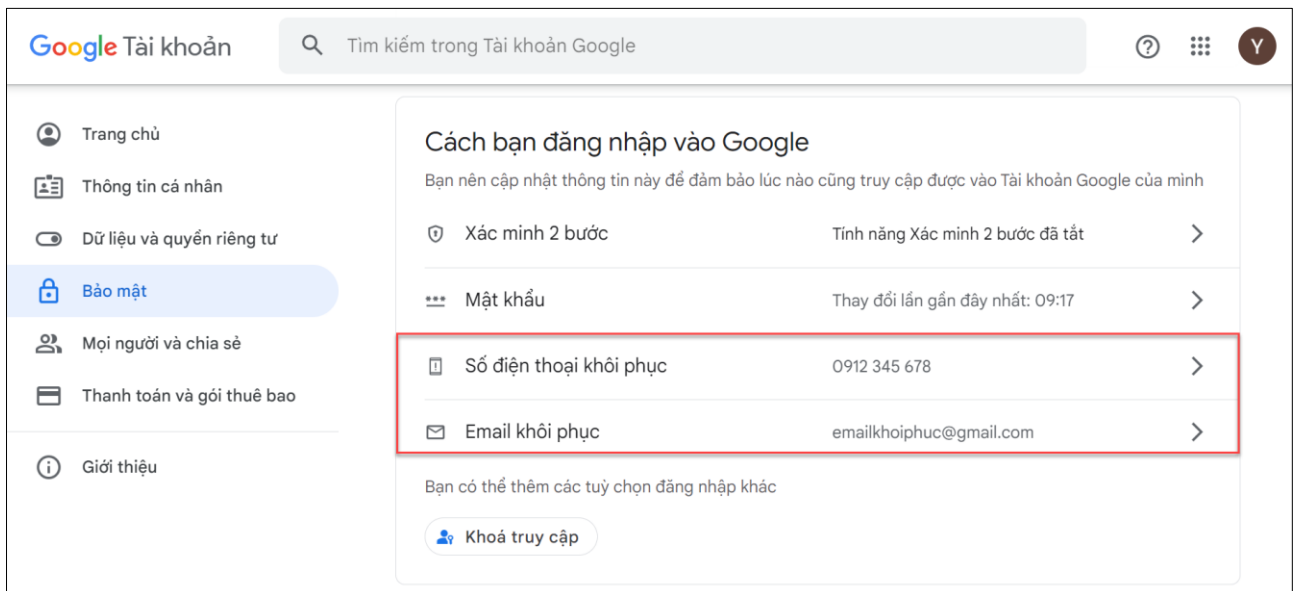 Google Tài khoản
Tìm kiếm trong Tài khoản Google
Y
Trang chủ
Thông tin cá nhân
Dữ liệu và quyền riêng tư
Bảo mật
Mọi người và chia sẻ
Thanh toán và gói thuê bao
Giới thiệu
Cách bạn đăng nhập vào Google
Bạn nên cập nhật thông tin này để đảm bảo lúc nào cũng truy cập được vào Tài khoản Google của mình
Xác minh 2 bước Tính năng Xác minh 2 bước đã tắt
Mật khẩu Thay đổi lần gần đây nhất: 09:17
Số điện thoại khôi phục 0912 345 678
Email khôi phục emailkhoiphuc@gmail.com
Bạn có thể thêm các tuỳ chọn đăng nhập khác
Khoá truy cập